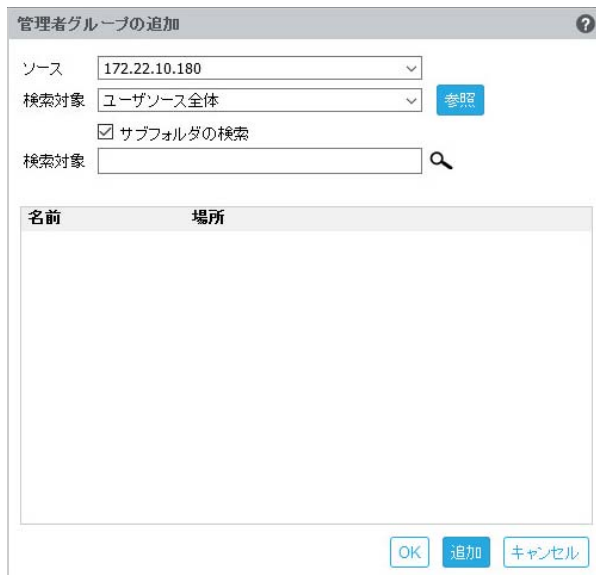 管理者グループの追加
ソース 172.22.10.180
検索対象 ユーザソース全体 参照
サブフォルダの検索
検索対象
名前 場所
OK 追加 キャンセル